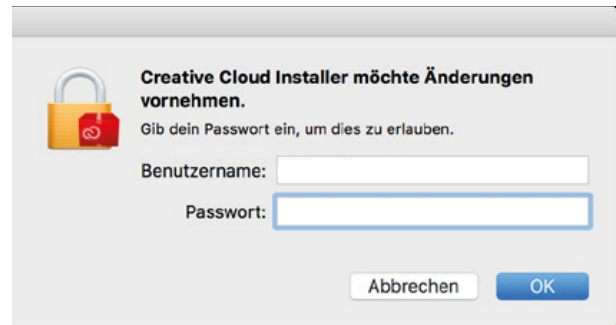 Creative Cloud Installer möchte Änderungen
vornehmen.
Gib dein Passwort ein, um dies zu erlauben.
Benutzername:
Passwort:
Abbrechen OK